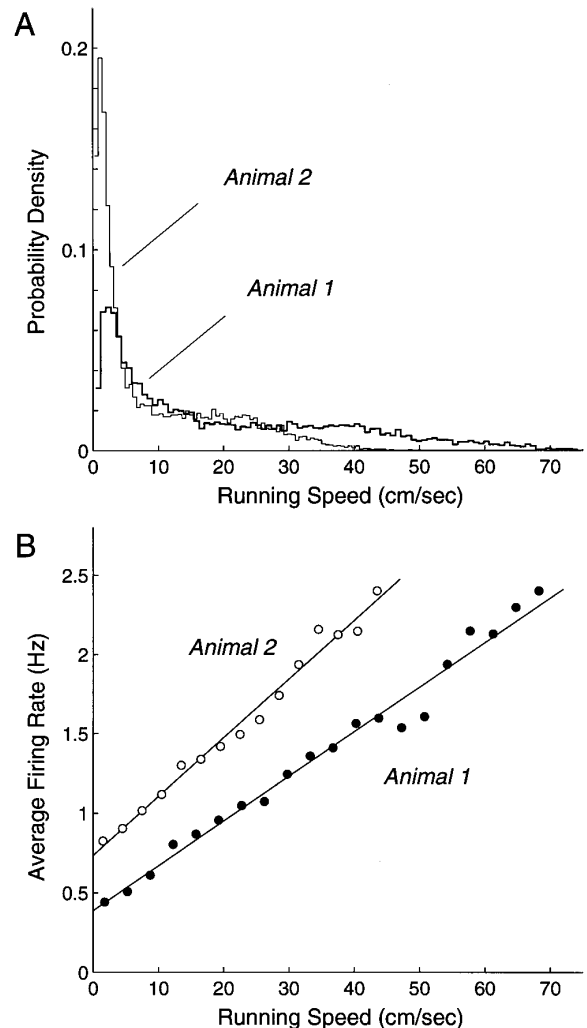 A
0.2
0.1
0
Probability Density
Animal 2
Animal 1
0 10 20 30 40 50 60 70
Running Speed (cm/sec)
B
2.5
2
1.5
1
0.5
0
Average Firing Rate (Hz)
Animal 2
Animal 1
0 10 20 30 40 50 60 70
Running Speed (cm/sec)